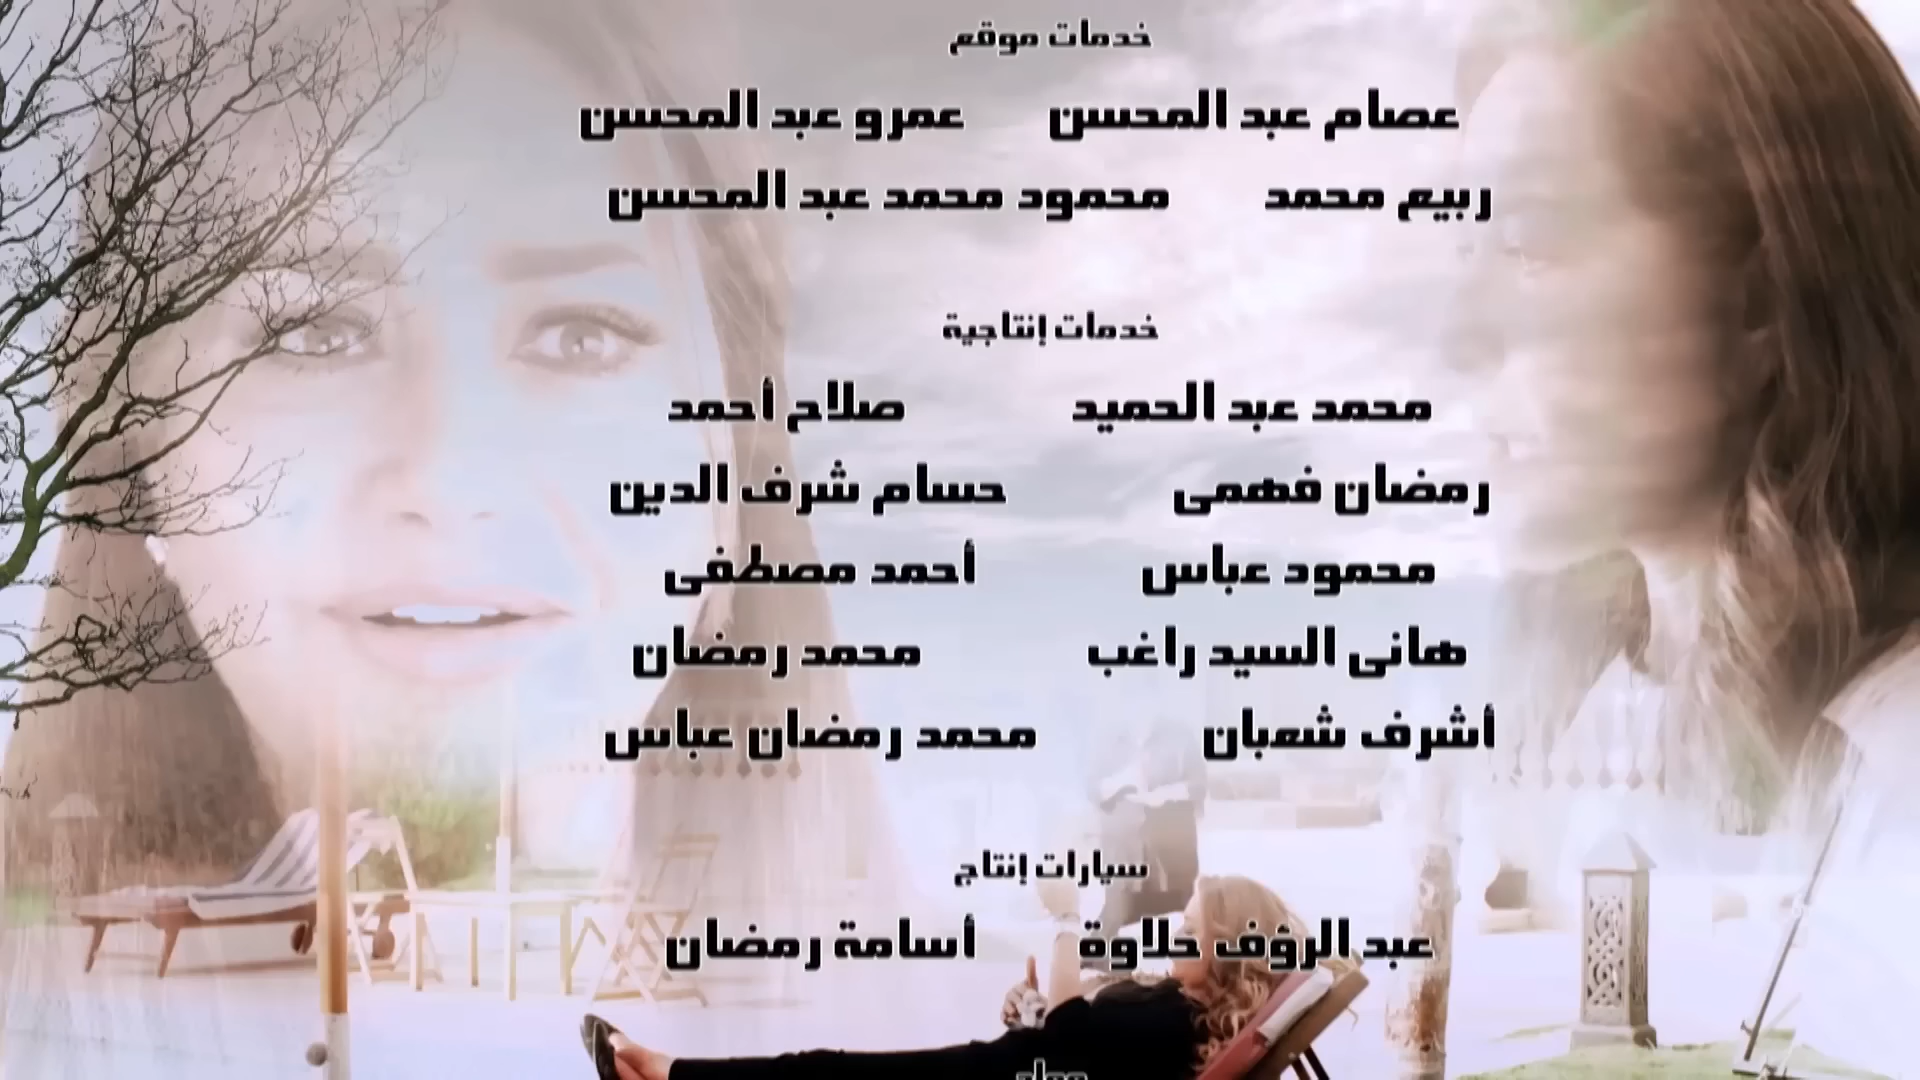 خدمات موقع
عصام عبد المحسن عمرو عبد المحسن
ربيع محمد محمود محمد عبد المحسن
خدمات إنتاجية
محمد عبد الحميد صلاح أحمد
رمضان فهمى حسام شرف الدين
محمود عباس أحمد مصطفى
هانى السيد راغب محمد رمضان
أشرف شعبان محمد رمضان عباس
سيارات إنتاج
عبد الرؤف حلاوة أسامة رمضان